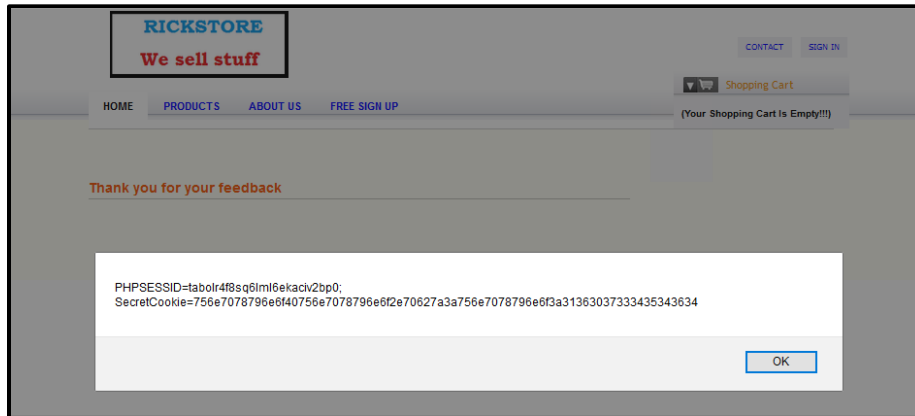 RICKSTORE
We sell stuff
CONTACT SIGN IN
Shopping Cart
HOME PRODUCTS ABOUT US FREE SIGN UP
(Your Shopping Cart Is Empty!!!)
Thank you for your feedback
PHPSESSID=tabolr4f8sq6lml6ekaciv2bp0;
SecretCookie=756e7078796e6f40756e7078796e6f2e70627a3a756e7078796e6f3a31363037333435343634
OK